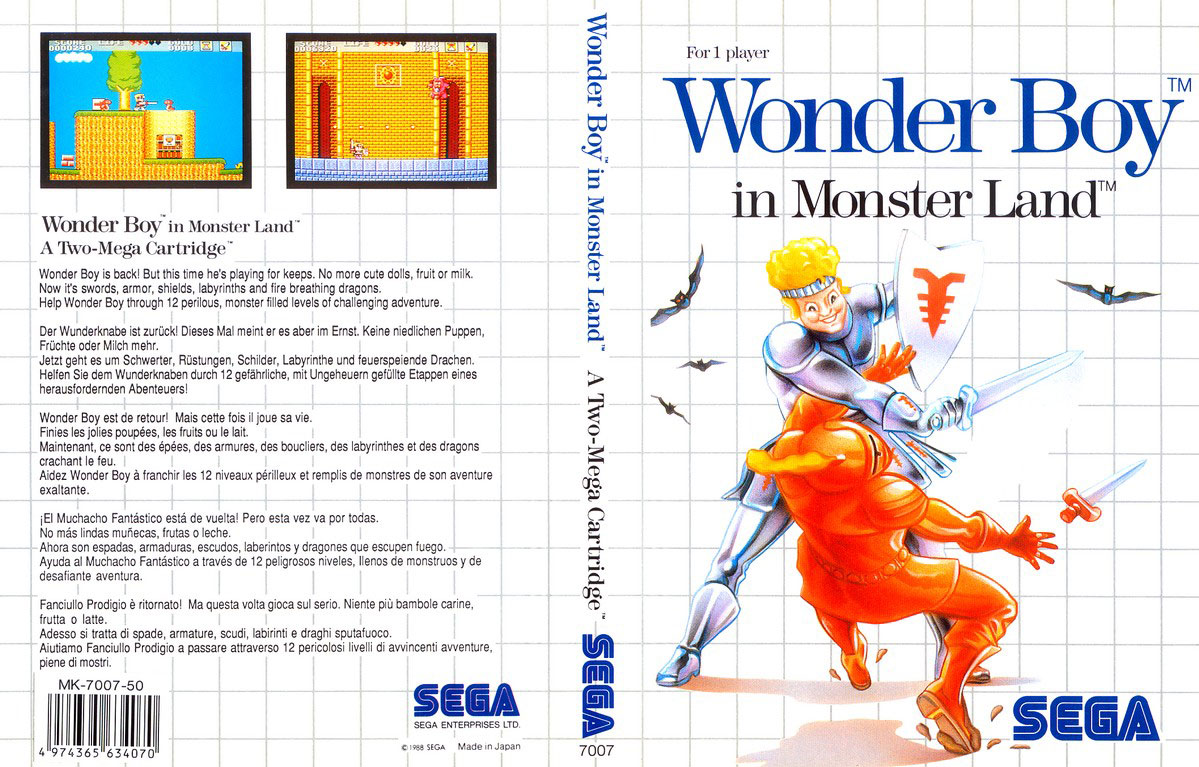 Wonder Boy™ in Monster Land™
A Two-Mega Cartridge™
Wonder Boy is back! But this time he's playing for keeps. No more cute dolls, fruit or milk.
Now it's swords, armor, shields, labyrinths and fire breathing dragons.
Help Wonder Boy through 12 perilous, monster filled levels of challenging adventure.
Der Wunderknabe ist zurück! Dieses Mal meint er es aber im Ernst. Keine niedlichen Puppen,
Früchte oder Milch mehr.
Jetzt geht es um Schwerter, Rüstungen, Schilder, Labyrinthe und feuerspeiende Drachen.
Helfen Sie dem Wunderknaben durch 12 gefährliche, mit Ungeheuern gefüllte Etappen eines
herausfordernden Abenteuers!
Wonder Boy est de retour! Mais cette fois il joue sa vie.
Finies les jolies poupées, les fruits ou le lait.
Maintenant, ce sont des épées, des armures, des boucliers, des labyrinthes et des dragons
crachant le feu.
Aidez Wonder Boy à franchir les 12 niveaux périlleux et remplis de monstres de son aventure
exaltante.
¡El Muchacho Fantástico está de vuelta! Pero esta vez va por todas.
No más lindas muñecas, frutas o leche.
Ahora son espadas, armaduras, escudos, laberintos y dragones que escupen fuego.
Ayuda al Muchacho Fantástico a través de 12 peligrosos niveles, llenos de monstruos y de
desafiante aventura.
Fanciullo Prodigio è ritornato! Ma questa volta gioca sul serio. Niente più bambole carine,
frutta o latte.
Adesso si tratta di spade, armature, scudi, labirinti e draghi sputafuoco.
Aiutiamo Fanciullo Prodigio a passare attraverso 12 pericolosi livelli di avvincenti avventure,
piene di mostri.
MK-7007-50
4 974365 634070
SEGA
SEGA ENTERPRISES LTD.
© 1988 SEGA Made in Japan
Wonder Boy™ in Monster Land™ A Two-Mega Cartridge™
SEGA
7007
For 1 player
Wonder Boy™
in Monster Land™
SEGA